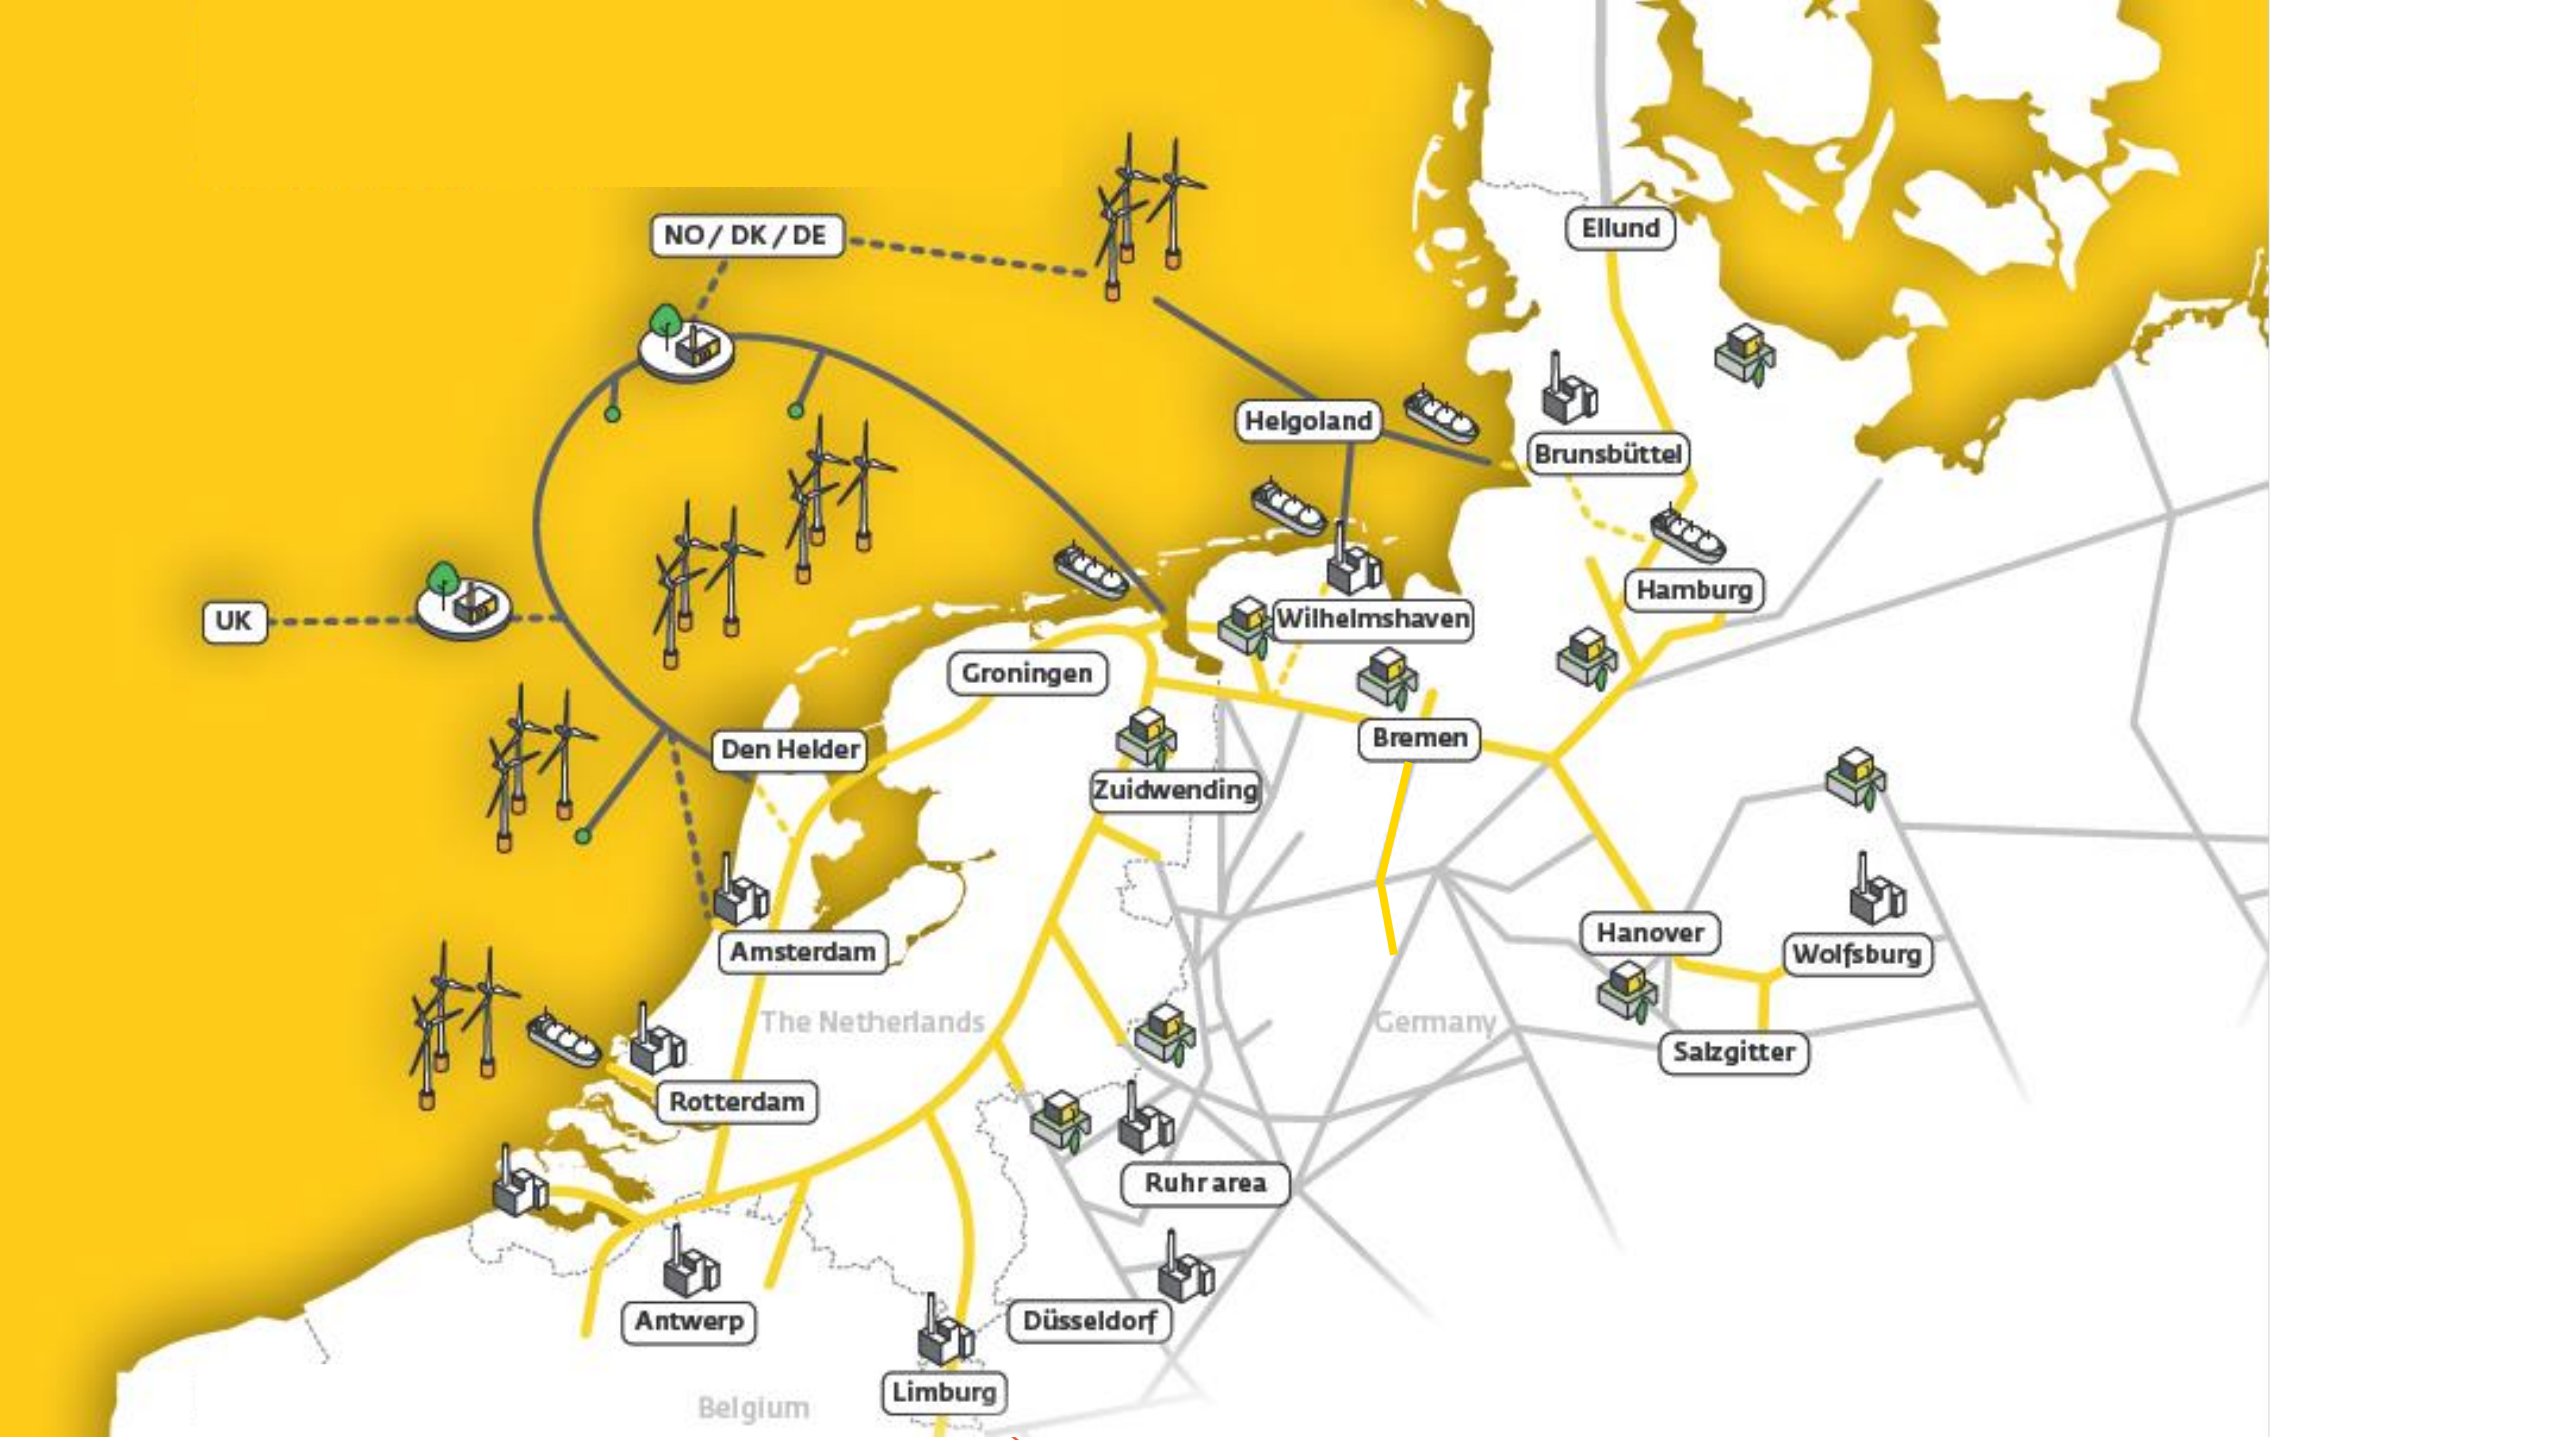 Ellund
NO / DK / DE
Helgoland
Brunsbüttel
Hamburg
UK
Wilhelmshaven
Groningen
Den Helder
Bremen
Zuidwending
Hanover
Amsterdam
Wolfsburg
The Netherlands
Germany
Salzgitter
Rotterdam
Ruhr area
Antwerp
Düsseldorf
Limburg
Belgium